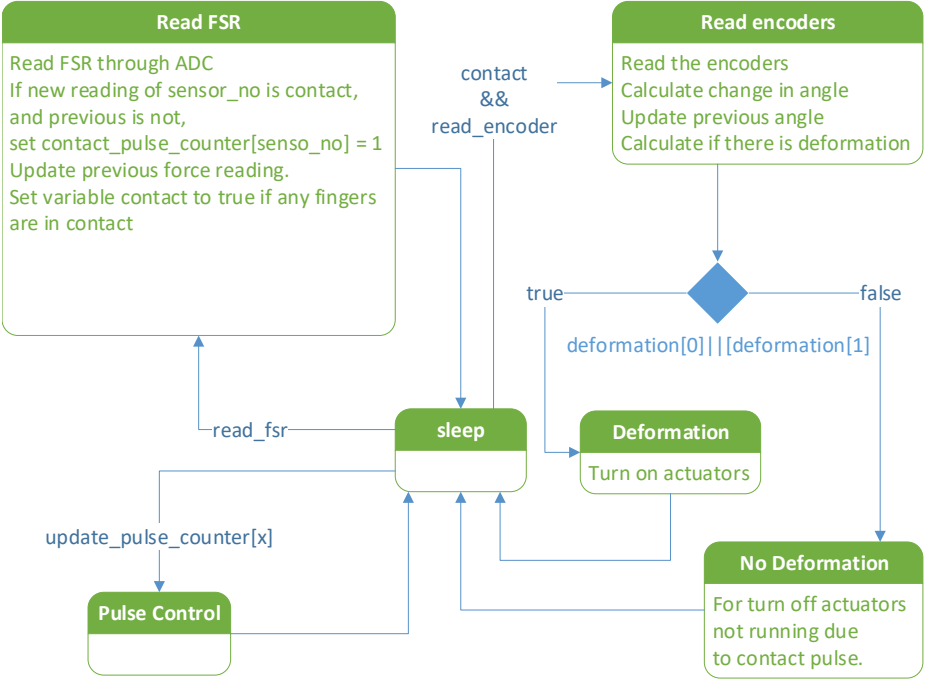 Read FSR
Read FSR through ADC
If new reading of sensor_no is contact,
and previous is not,
set contact_pulse_counter[senso_no] = 1
Update previous force reading.
Set variable contact to true if any fingers
are in contact
contact
&&
read_encoder
Read encoders
Read the encoders
Calculate change in angle
Update previous angle
Calculate if there is deformation
true
false
deformation[0]||[deformation[1]
read_fsr
sleep
Deformation
Turn on actuators
update_pulse_counter[x]
Pulse Control
No Deformation
For turn off actuators
not running due
to contact pulse.